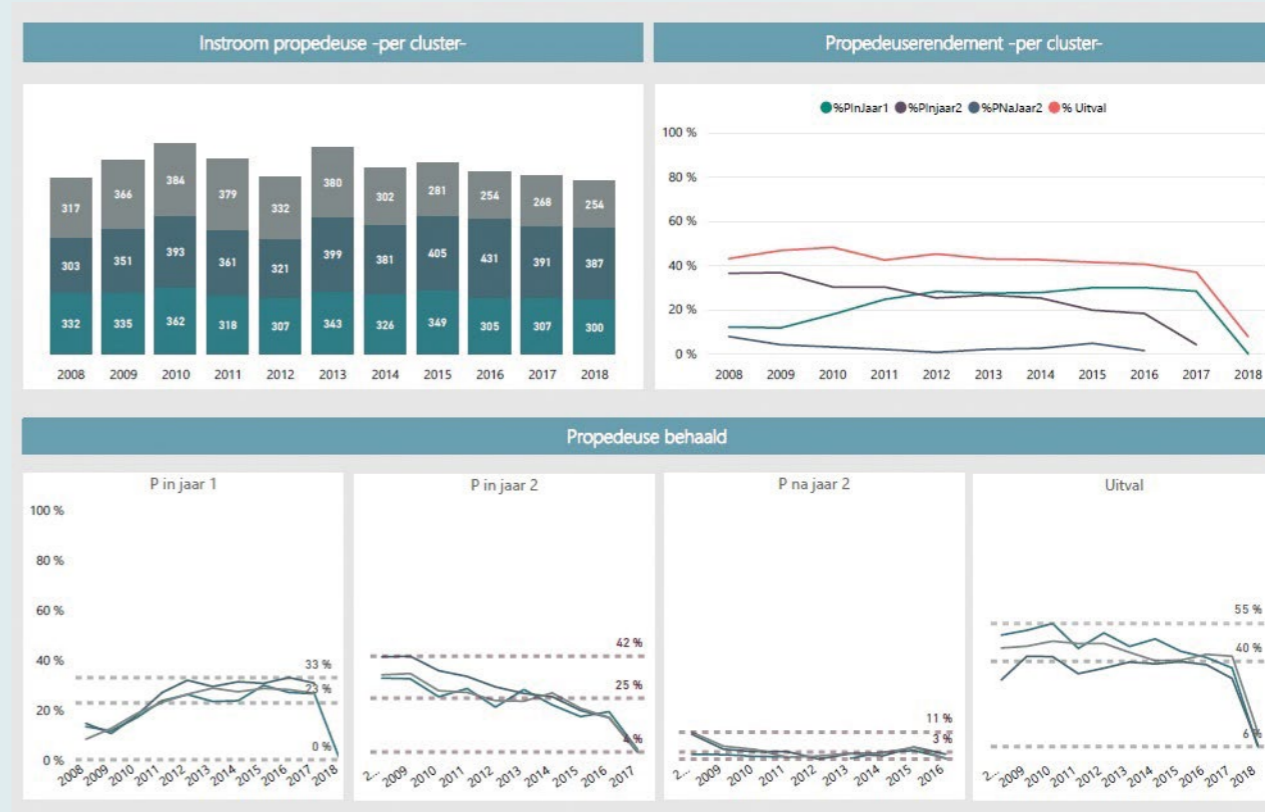 Instroom propedeuse -per cluster-
Propedeuserendement -per cluster-
317 366 384 379 332 380 302 281 254 268 254
303 351 393 361 321 399 381 405 431 391 387
332 335 362 318 307 343 326 349 305 307 300
2008 2009 2010 2011 2012 2013 2014 2015 2016 2017 2018
%PInJaar1 %PInjaar2 %PNaJaar2 % Uitval
100 %
80 %
60 %
40 %
20 %
0 %
2008 2009 2010 2011 2012 2013 2014 2015 2016 2017 2018
Propedeuse behaald
P in jaar 1
100 %
80 %
60 %
40 %
20 %
0 %
33 %
23 %
0 %
2008 2009 2010 2011 2012 2013 2014 2015 2016 2017 2018
P in jaar 2
42 %
25 %
4 %
2... 2009 2010 2011 2012 2013 2014 2015 2016 2017
P na jaar 2
11 %
3 %
2... 2009 2010 2011 2012 2013 2014 2015 2016
Uitval
55 %
40 %
6 %
2... 2009 2010 2011 2012 2013 2014 2015 2016 2017 2018